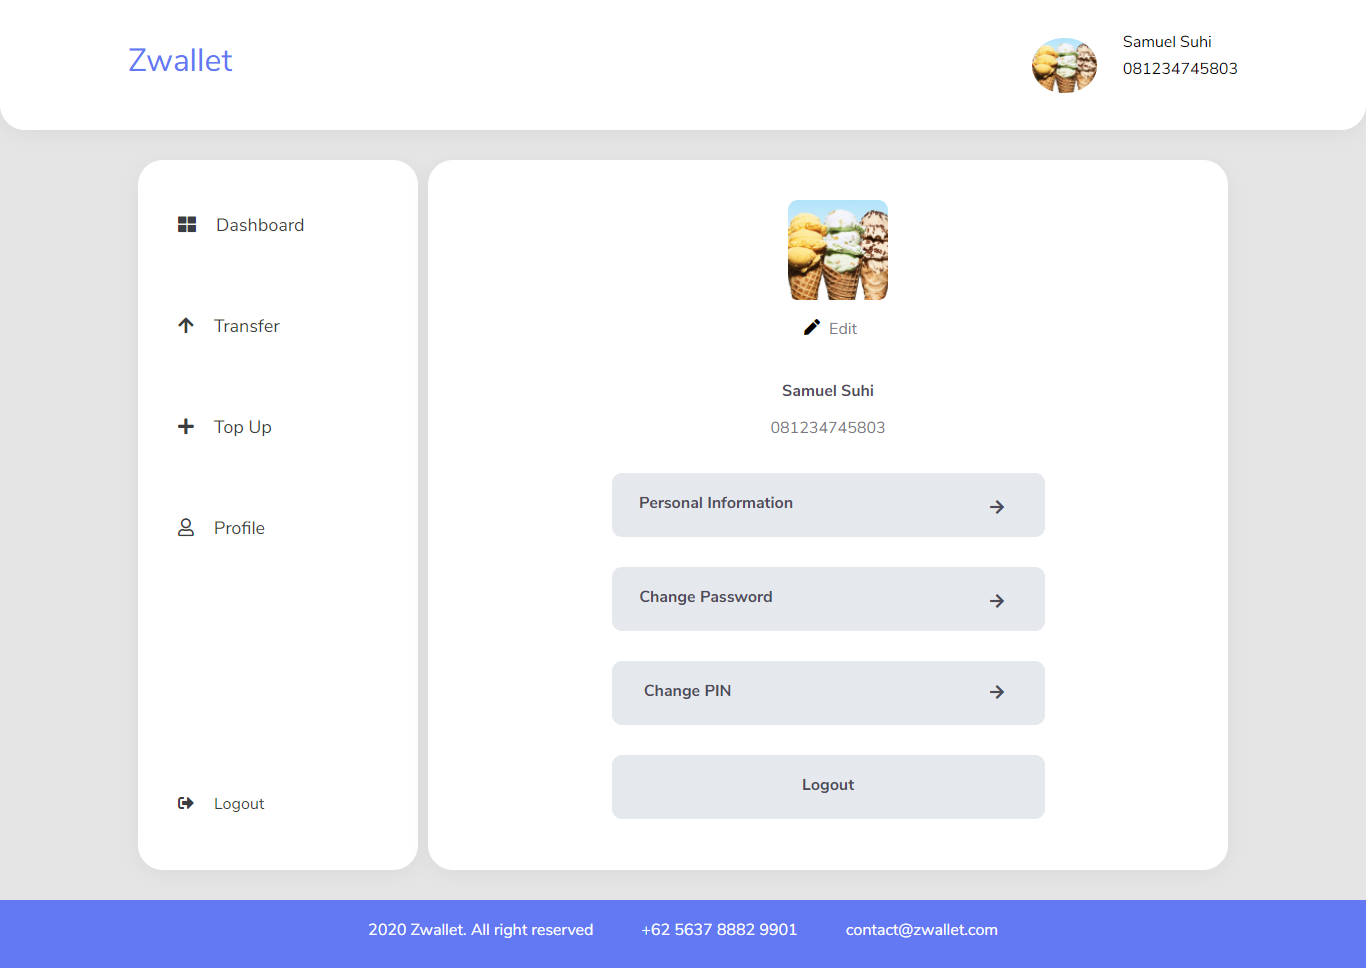 Zwallet
Samuel Suhi
081234745803
Dashboard
Transfer
Top Up
Profile
Logout
Edit
Samuel Suhi
081234745803
Personal Information
Change Password
Change PIN
Logout
2020 Zwallet. All right reserved
+62 5637 8882 9901
contact@zwallet.com